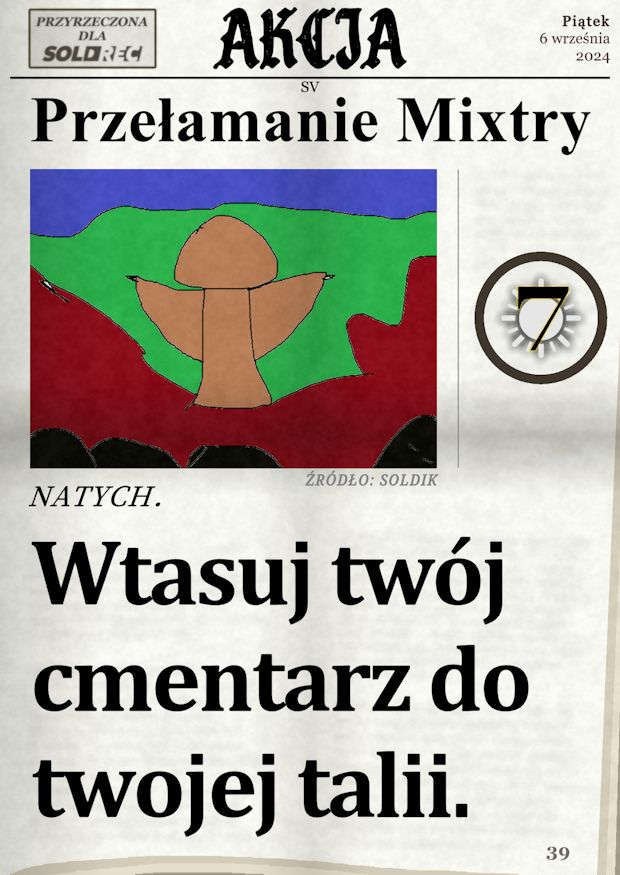 PRZYRZECZONA
DLA
SOLDREC
AKCJA
Piątek
6 września
2024
SV
Przełamanie Mixtry
7
ŹRÓDŁO: SOLDIK
NATYCH.
Wtasuj twój
cmentarz do
twojej talii.
39